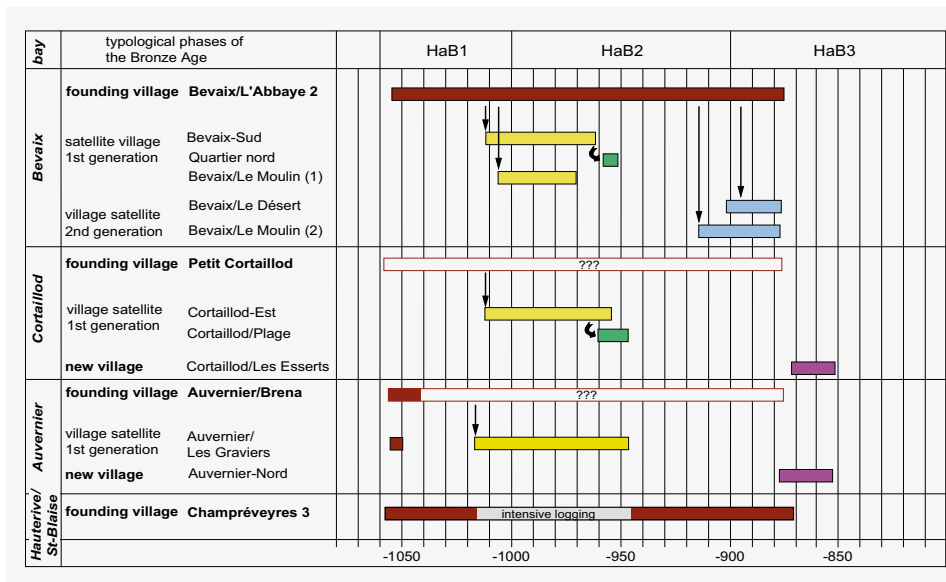 bay
typological phases of
the Bronze Age
HaB1
HaB2
HaB3
Bevaix
founding village Bevaix/L'Abbaye 2
satellite village
1st generation
Bevaix-Sud
Quartier nord
Bevaix/Le Moulin (1)
village satellite
2nd generation
Bevaix/Le Désert
Bevaix/Le Moulin (2)
Cortaillod
founding village Petit Cortaillod
???
village satellite
1st generation
Cortaillod-Est
Cortaillod/Plage
new village Cortaillod/Les Esserts
Auvernier
founding village Auvernier/Brena
???
village satellite
1st generation
Auvernier/
Les Graviers
new village Auvernier-Nord
Hauterive/
St-Blaise
founding village Champréveyres 3
intensive logging
-1050 -1000 -950 -900 -850